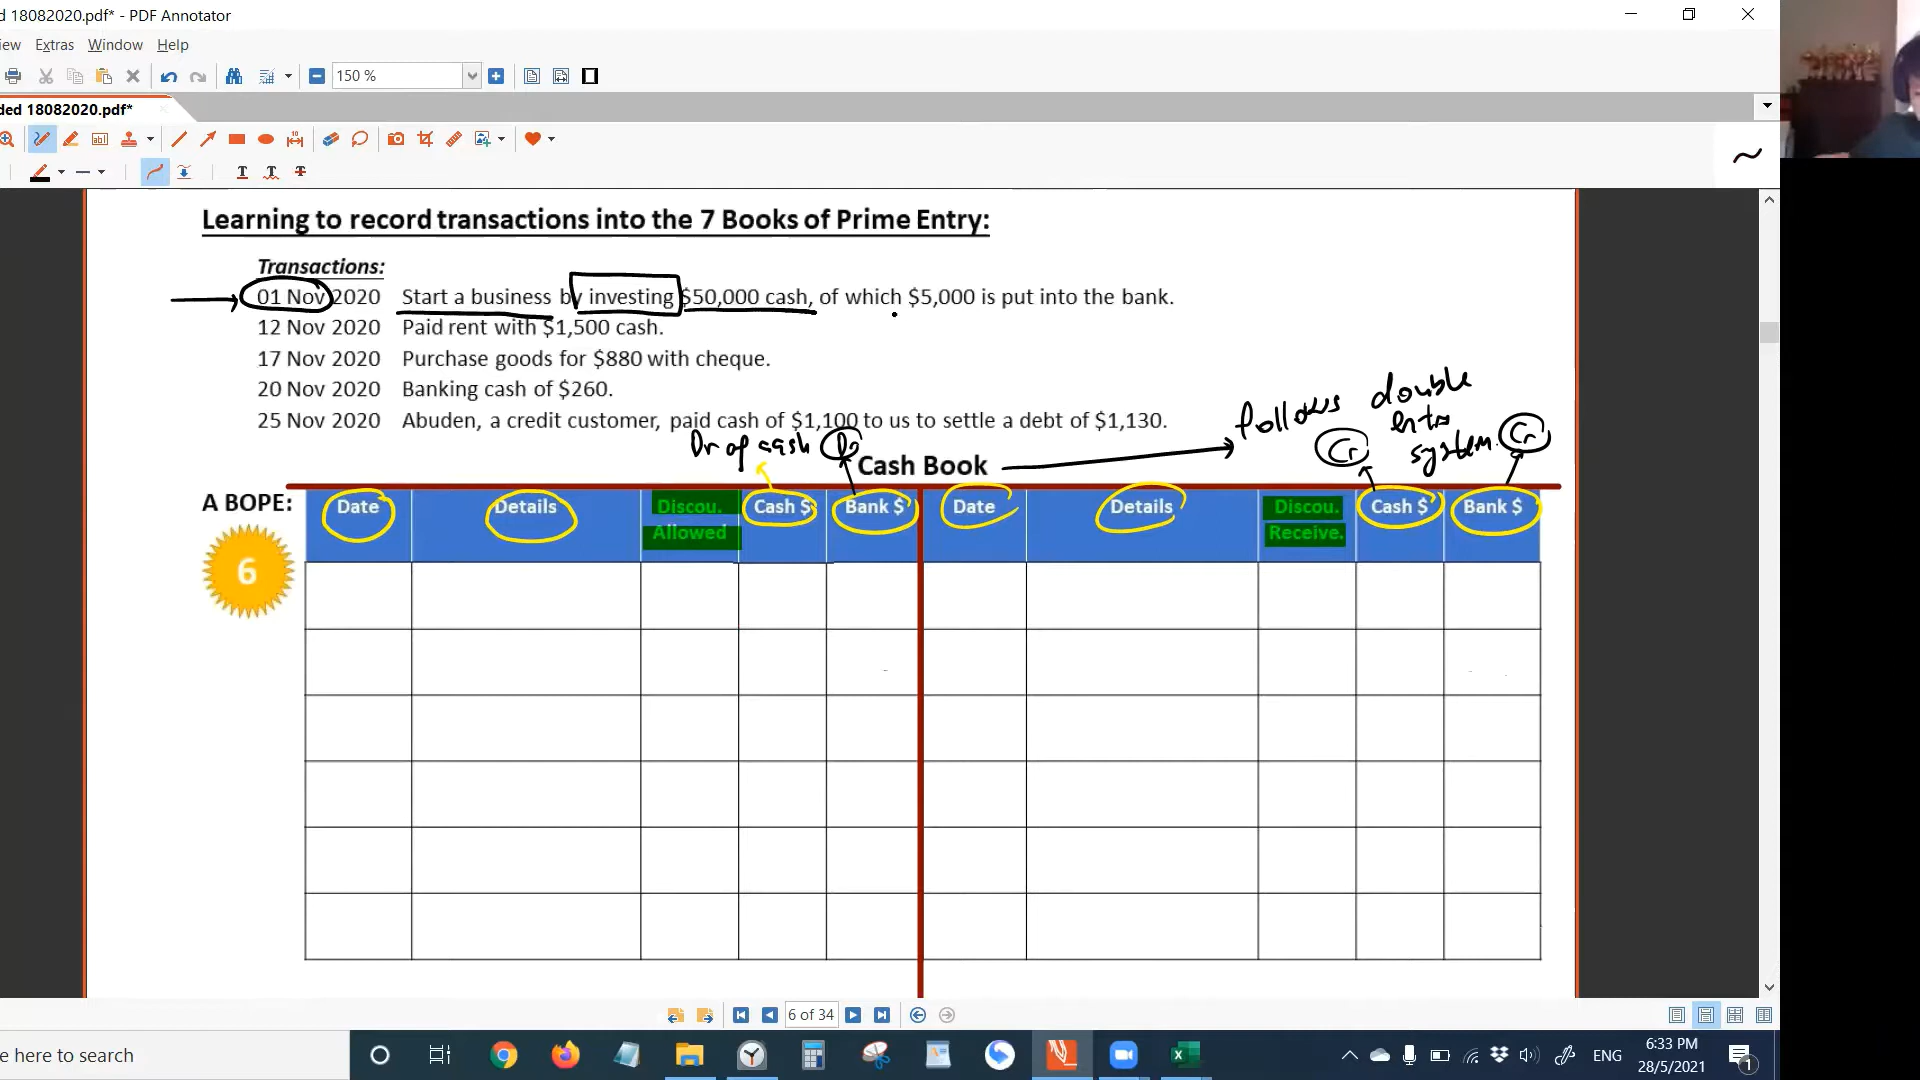 d 18082020.pdf* - PDF Annotator
iew Extras Window Help
150 %
ded 18082020.pdf*
Learning to record transactions into the 7 Books of Prime Entry:
Transactions:
01 Nov 2020 Start a business by investing $50,000 cash, of which $5,000 is put into the bank.
12 Nov 2020 Paid rent with $1,500 cash.
17 Nov 2020 Purchase goods for $880 with cheque.
20 Nov 2020 Banking cash of $260.
25 Nov 2020 Abuden, a credit customer, paid cash of $1,100 to us to settle a debt of $1,130.
follows double
entry
system.
Dr of cash Dr
Cr Cr
Cash Book
A BOPE:
6
Date Details Discou. Cash $ Bank $ Date Details Discou. Cash $ Bank $
Allowed Receive.
6 of 34
e here to search
ENG
6:33 PM
28/5/2021
1